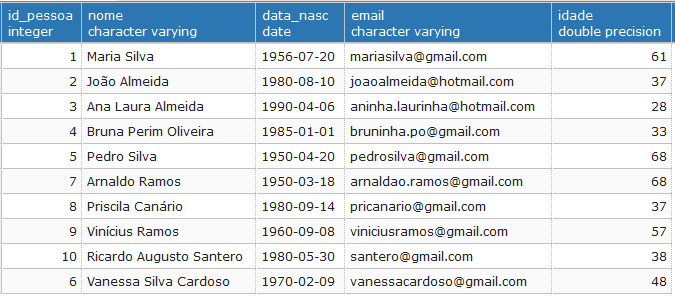 id_pessoa nome data_nasc email idade
integer character varying date character varying double precision
1 Maria Silva 1956-07-20 mariasilva@gmail.com 61
2 João Almeida 1980-08-10 joaoalmeida@hotmail.com 37
3 Ana Laura Almeida 1990-04-06 aninha.laurinha@hotmail.com 28
4 Bruna Perim Oliveira 1985-01-01 bruninha.po@gmail.com 33
5 Pedro Silva 1950-04-20 pedrosilva@gmail.com 68
7 Arnaldo Ramos 1950-03-18 arnaldao.ramos@gmail.com 68
8 Priscila Canário 1980-09-14 pricanario@gmail.com 37
9 Vinícius Ramos 1960-09-08 viniciusramos@gmail.com 57
10 Ricardo Augusto Santero 1980-05-30 santero@gmail.com 38
6 Vanessa Silva Cardoso 1970-02-09 vanessacardoso@gmail.com 48